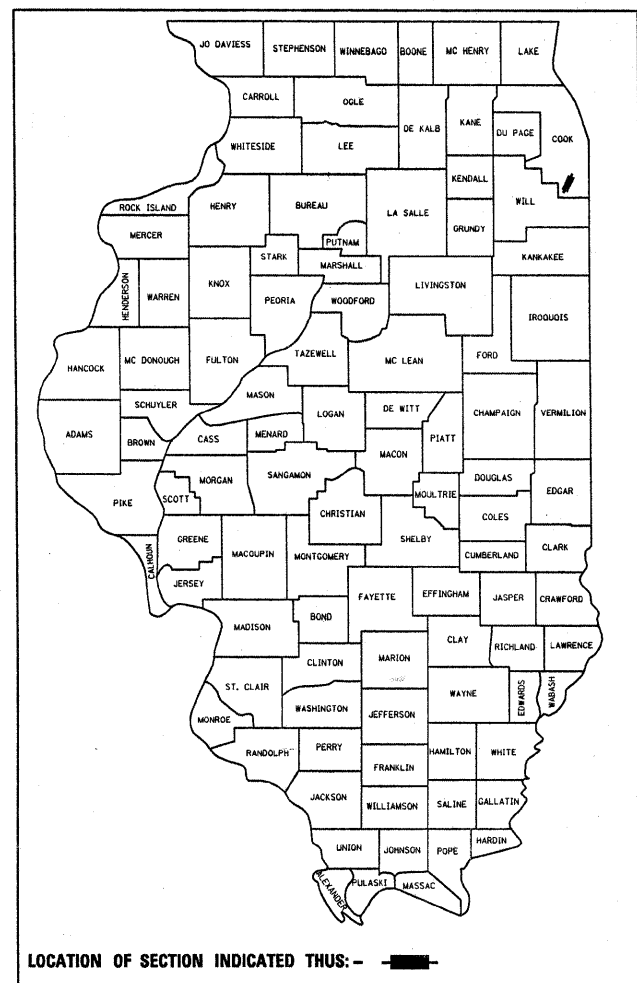 JO DAVIESS
STEPHENSON
WINNEBAGO
BOONE
MC HENRY
LAKE
CARROLL
OGLE
DE KALB
KANE
DU PAGE
COOK
WHITESIDE
LEE
KENDALL
WILL
ROCK ISLAND
HENRY
BUREAU
LA SALLE
GRUNDY
MERCER
PUTNAM
STARK
MARSHALL
KANKAKEE
HENDERSON
WARREN
KNOX
PEORIA
WOODFORD
LIVINGSTON
IROQUOIS
HANCOCK
MC DONOUGH
FULTON
TAZEWELL
MC LEAN
FORD
SCHUYLER
MASON
LOGAN
DE WITT
CHAMPAIGN
VERMILION
ADAMS
BROWN
CASS
MENARD
PIATT
MACON
PIKE
SCOTT
MORGAN
SANGAMON
MOULTRIE
DOUGLAS
EDGAR
CHRISTIAN
COLES
CALHOUN
GREENE
MACOUPIN
MONTGOMERY
SHELBY
CUMBERLAND
CLARK
JERSEY
FAYETTE
EFFINGHAM
JASPER
CRAWFORD
MADISON
BOND
CLAY
RICHLAND
LAWRENCE
CLINTON
MARION
ST. CLAIR
WAYNE
EDWARDS
WABASH
MONROE
WASHINGTON
JEFFERSON
RANDOLPH
PERRY
HAMILTON
WHITE
FRANKLIN
JACKSON
WILLIAMSON
SALINE
GALLATIN
UNION
JOHNSON
POPE
HARDIN
ALEXANDER
PULASKI
MASSAC
LOCATION OF SECTION INDICATED THUS: -